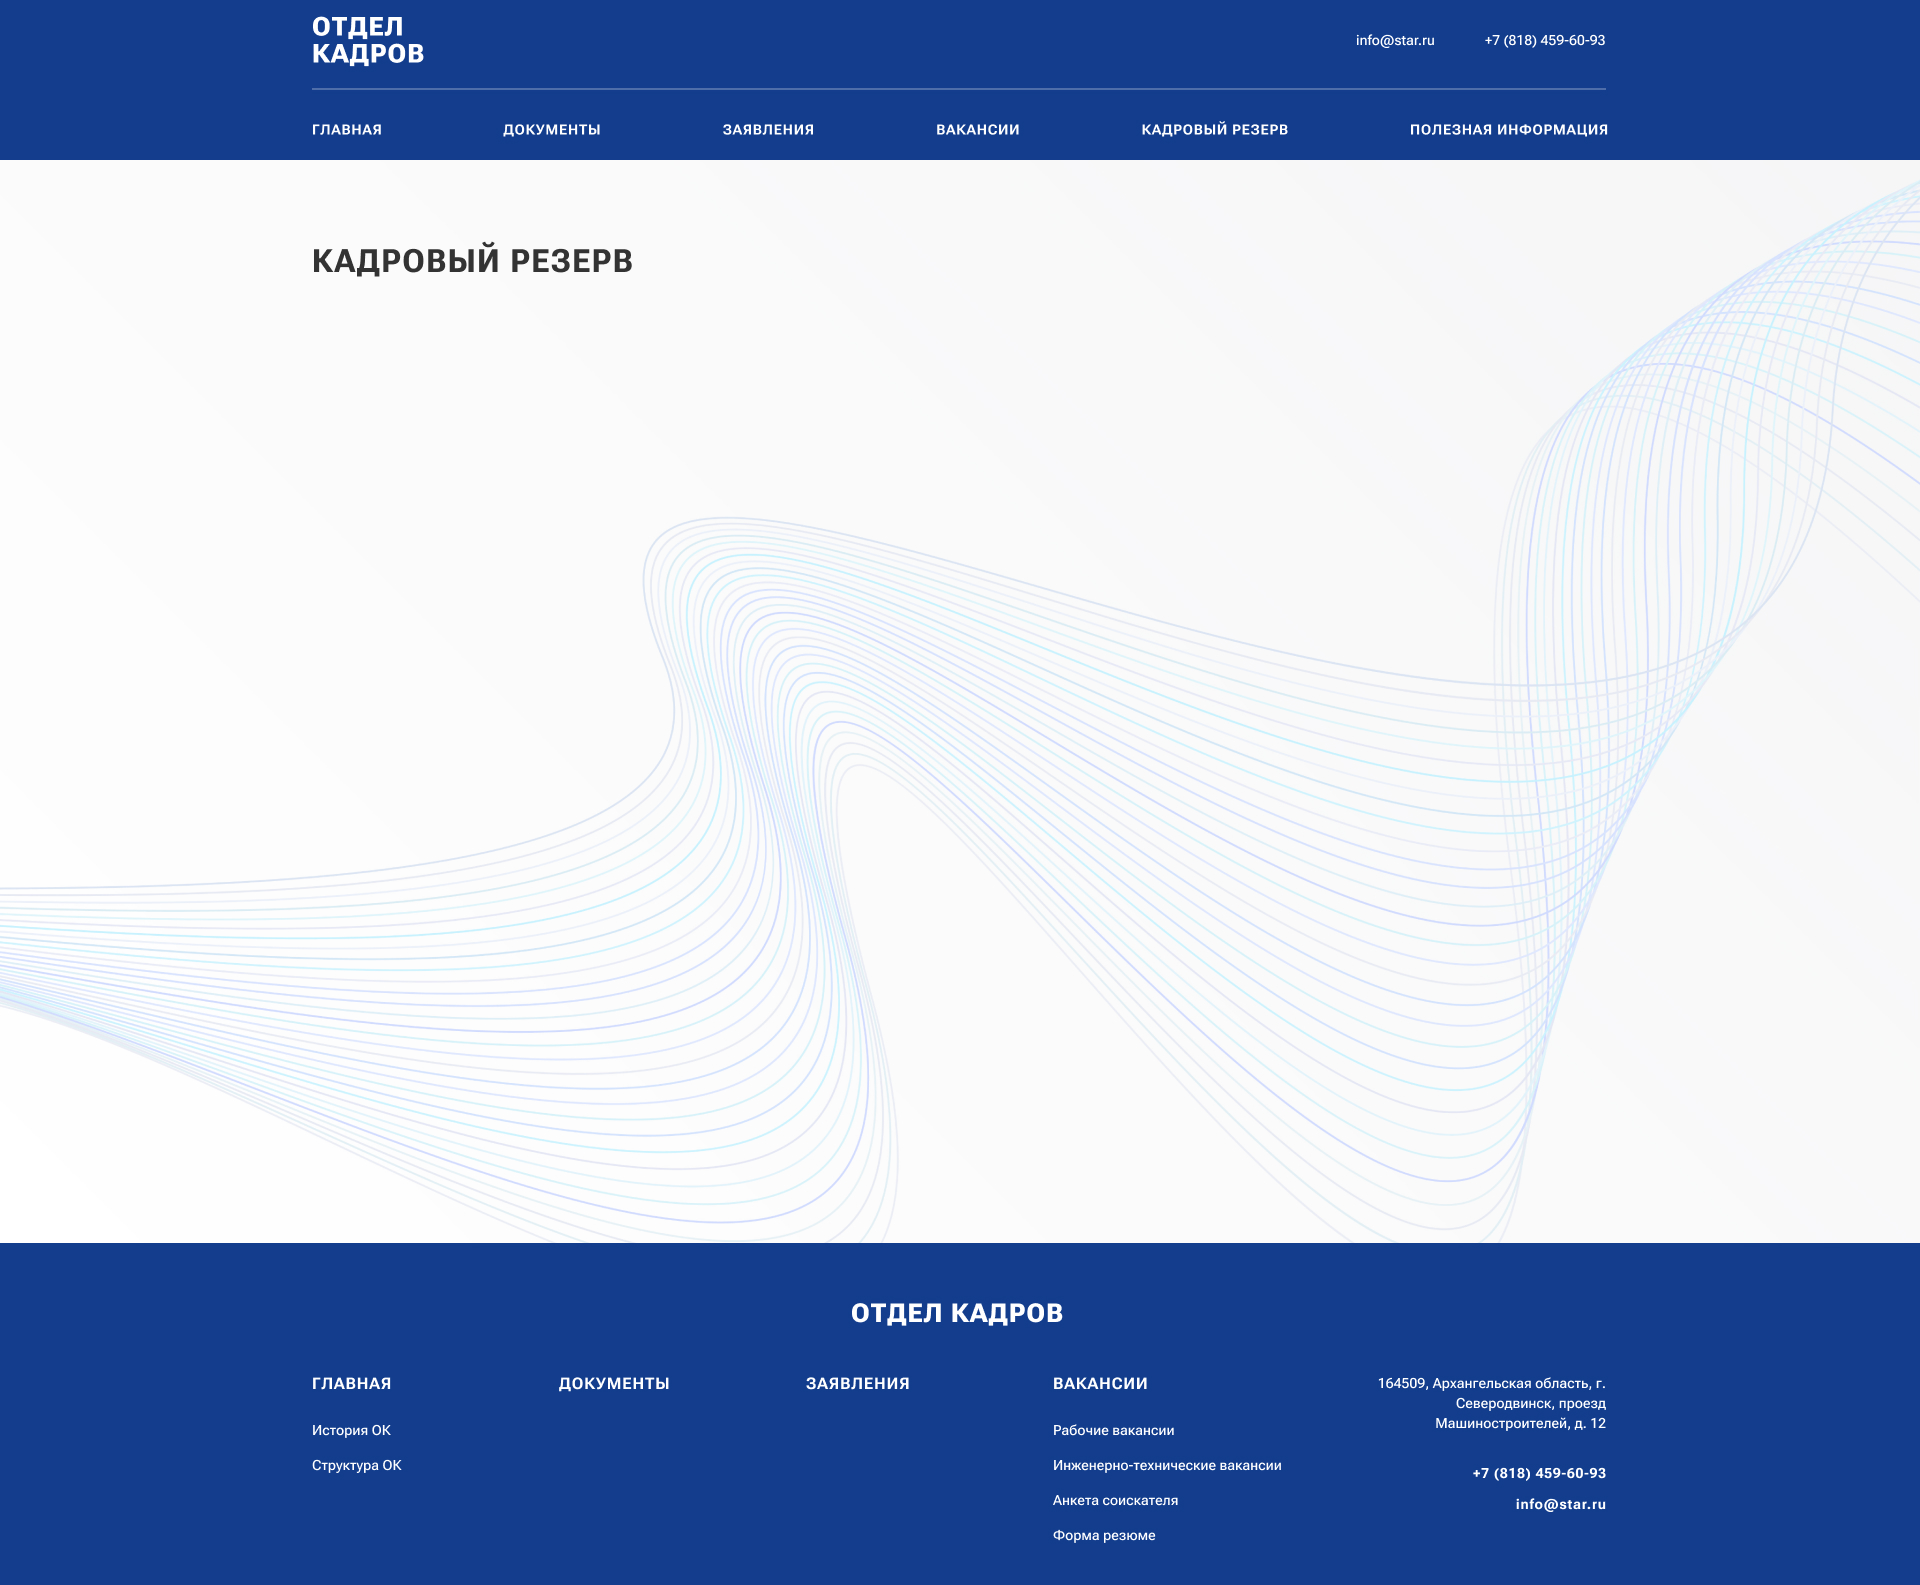 ОТДЕЛ
КАДРОВ
info@star.ru
+7 (818) 459-60-93
ГЛАВНАЯ
ДОКУМЕНТЫ
ЗАЯВЛЕНИЯ
ВАКАНСИИ
КАДРОВЫЙ РЕЗЕРВ
ПОЛЕЗНАЯ ИНФОРМАЦИЯ
КАДРОВЫЙ РЕЗЕРВ
ОТДЕЛ КАДРОВ
ГЛАВНАЯ
История ОК
Структура ОК
ДОКУМЕНТЫ
ЗАЯВЛЕНИЯ
ВАКАНСИИ
Рабочие вакансии
Инженерно-технические вакансии
Анкета соискателя
Форма резюме
164509, Архангельская область, г.
Северодвинск, проезд
Машиностроителей, д. 12
+7 (818) 459-60-93
info@star.ru